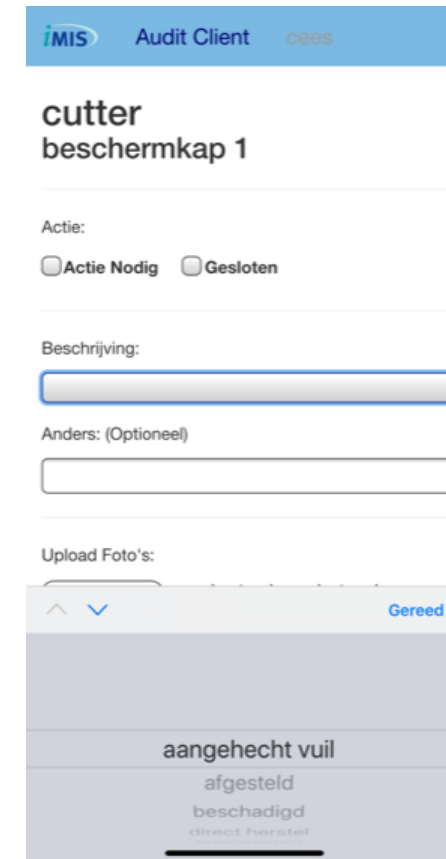 iMIS Audit Client cees
cutter
beschermkap 1
Actie:
Actie Nodig Gesloten
Beschrijving:
Anders: (Optioneel)
Upload Foto's:
Gereed
aangehecht vuil
afgesteld
beschadigd
direct herstel